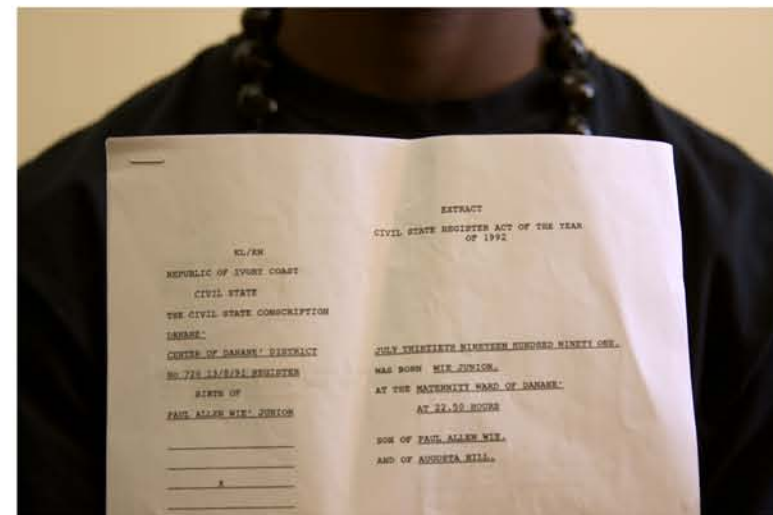 EXTRACT
CIVIL STATE REGISTER ACT OF THE YEAR
OF 1992
KL/KN
REPUBLIC OF IVORY COAST
CIVIL STATE
THE CIVIL STATE CONSCRIPTION
DANANE'
CENTER OF DANANE' DISTRICT
No 720 13/8/91 REGISTER
BIRTH OF
PAUL ALLEN WIE' JUNIOR
x
JULY THIRTIETH NINETEEN HUNDRED NINETY ONE.
WAS BORN WIE JUNIOR.
AT THE MATERNITY WARD OF DANANE'
AT 22.50 HOURS
SON OF PAUL ALLEN WIE.
AND OF AUGUSTA HILL.